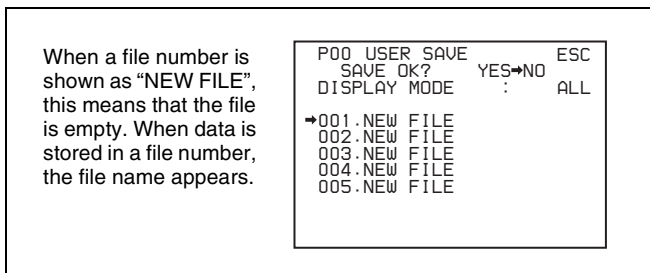 When a file number is
shown as “NEW FILE”,
this means that the file
is empty. When data is
stored in a file number,
the file name appears.
P00 USER SAVE ESC
SAVE OK? YES➡NO
DISPLAY MODE : ALL
➡001.NEW FILE
002.NEW FILE
003.NEW FILE
004.NEW FILE
005.NEW FILE